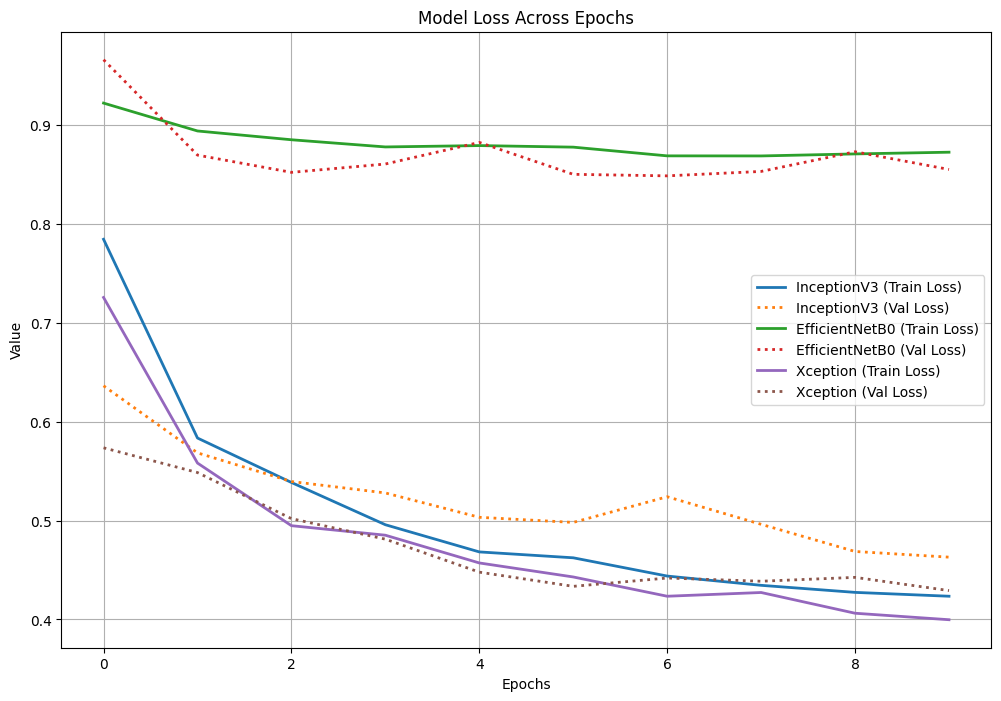 Model Loss Across Epochs
Value
0.9
0.8
0.7
0.6
0.5
0.4
InceptionV3 (Train Loss)
InceptionV3 (Val Loss)
EfficientNetB0 (Train Loss)
EfficientNetB0 (Val Loss)
Xception (Train Loss)
Xception (Val Loss)
0 2 4 6 8
Epochs